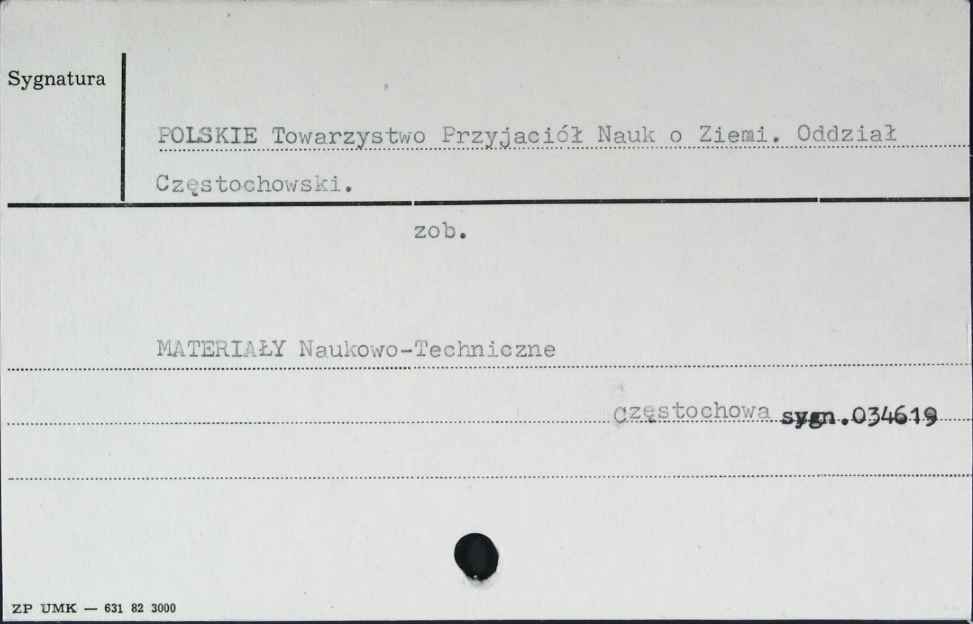 Sygnatura
POLSKIE Towarzystwo Przyjaciół Nauk o Ziemi. Oddział
Częstochowski.
zob.
MATERIAŁY Naukowo-Techniczne
Częstochowa sygn.034619
ZP UMK — 631 82 3000